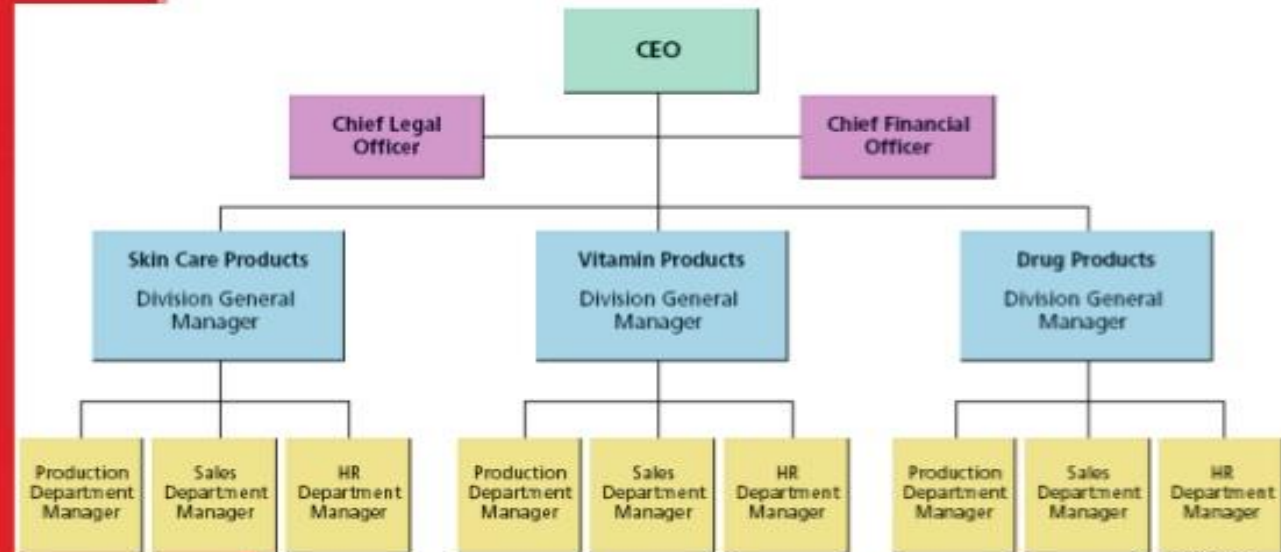 CEO
Chief Legal
Officer
Chief Financial
Officer
Skin Care Products
Division General
Manager
Vitamin Products
Division General
Manager
Drug Products
Division General
Manager
Production
Department
Manager
Sales
Department
Manager
HR
Department
Manager
Production
Department
Manager
Sales
Department
Manager
HR
Department
Manager
Production
Department
Manager
Sales
Department
Manager
HR
Department
Manager